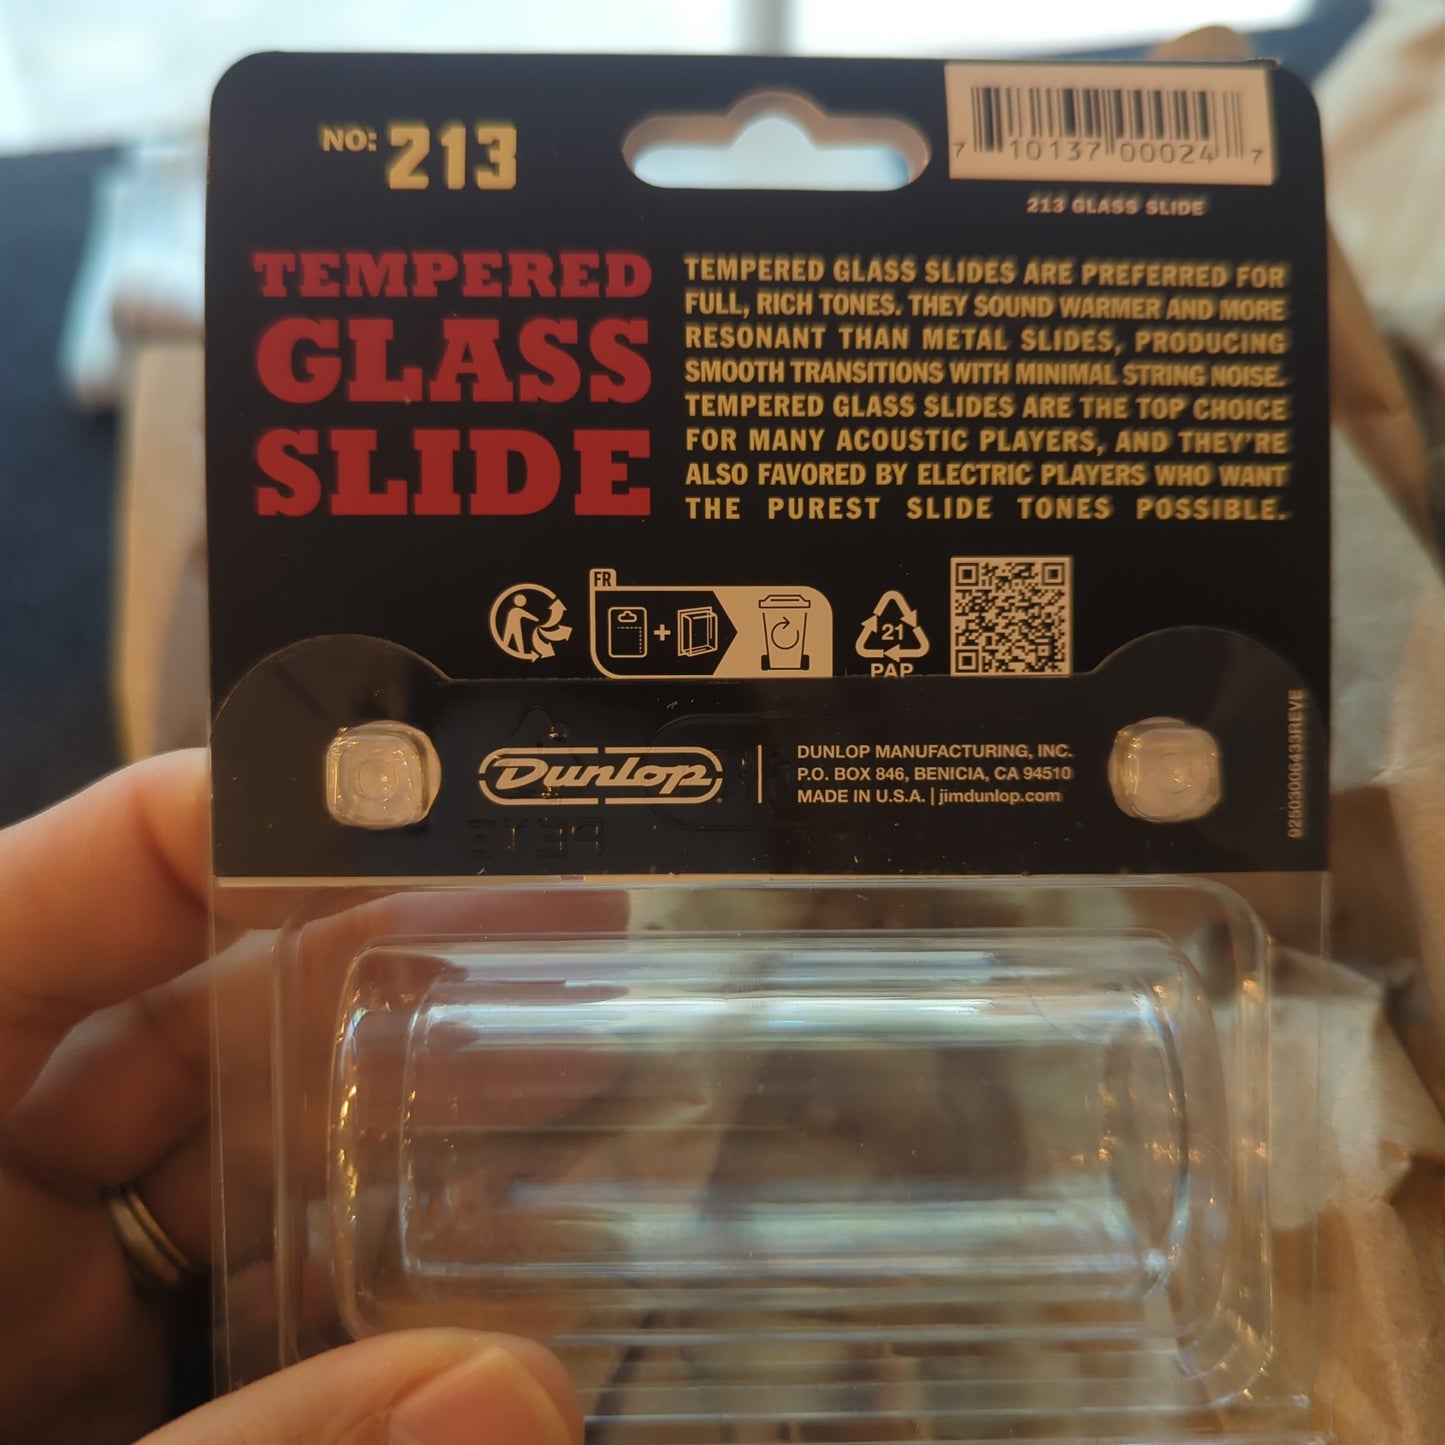 NO: 213
7 10137 00024 7
213 GLASS SLIDE
TEMPERED
GLASS
SLIDE
TEMPERED GLASS SLIDES ARE PREFERRED FOR
FULL, RICH TONES. THEY SOUND WARMER AND MORE
RESONANT THAN METAL SLIDES, PRODUCING
SMOOTH TRANSITIONS WITH MINIMAL STRING NOISE.
TEMPERED GLASS SLIDES ARE THE TOP CHOICE
FOR MANY ACOUSTIC PLAYERS, AND THEY'RE
ALSO FAVORED BY ELECTRIC PLAYERS WHO WANT
THE PUREST SLIDE TONES POSSIBLE.
FR
+
21
PAP
Dunlop
DUNLOP MANUFACTURING, INC.
P.O. BOX 846, BENICIA, CA 94510
MADE IN U.S.A. | jimdunlop.com